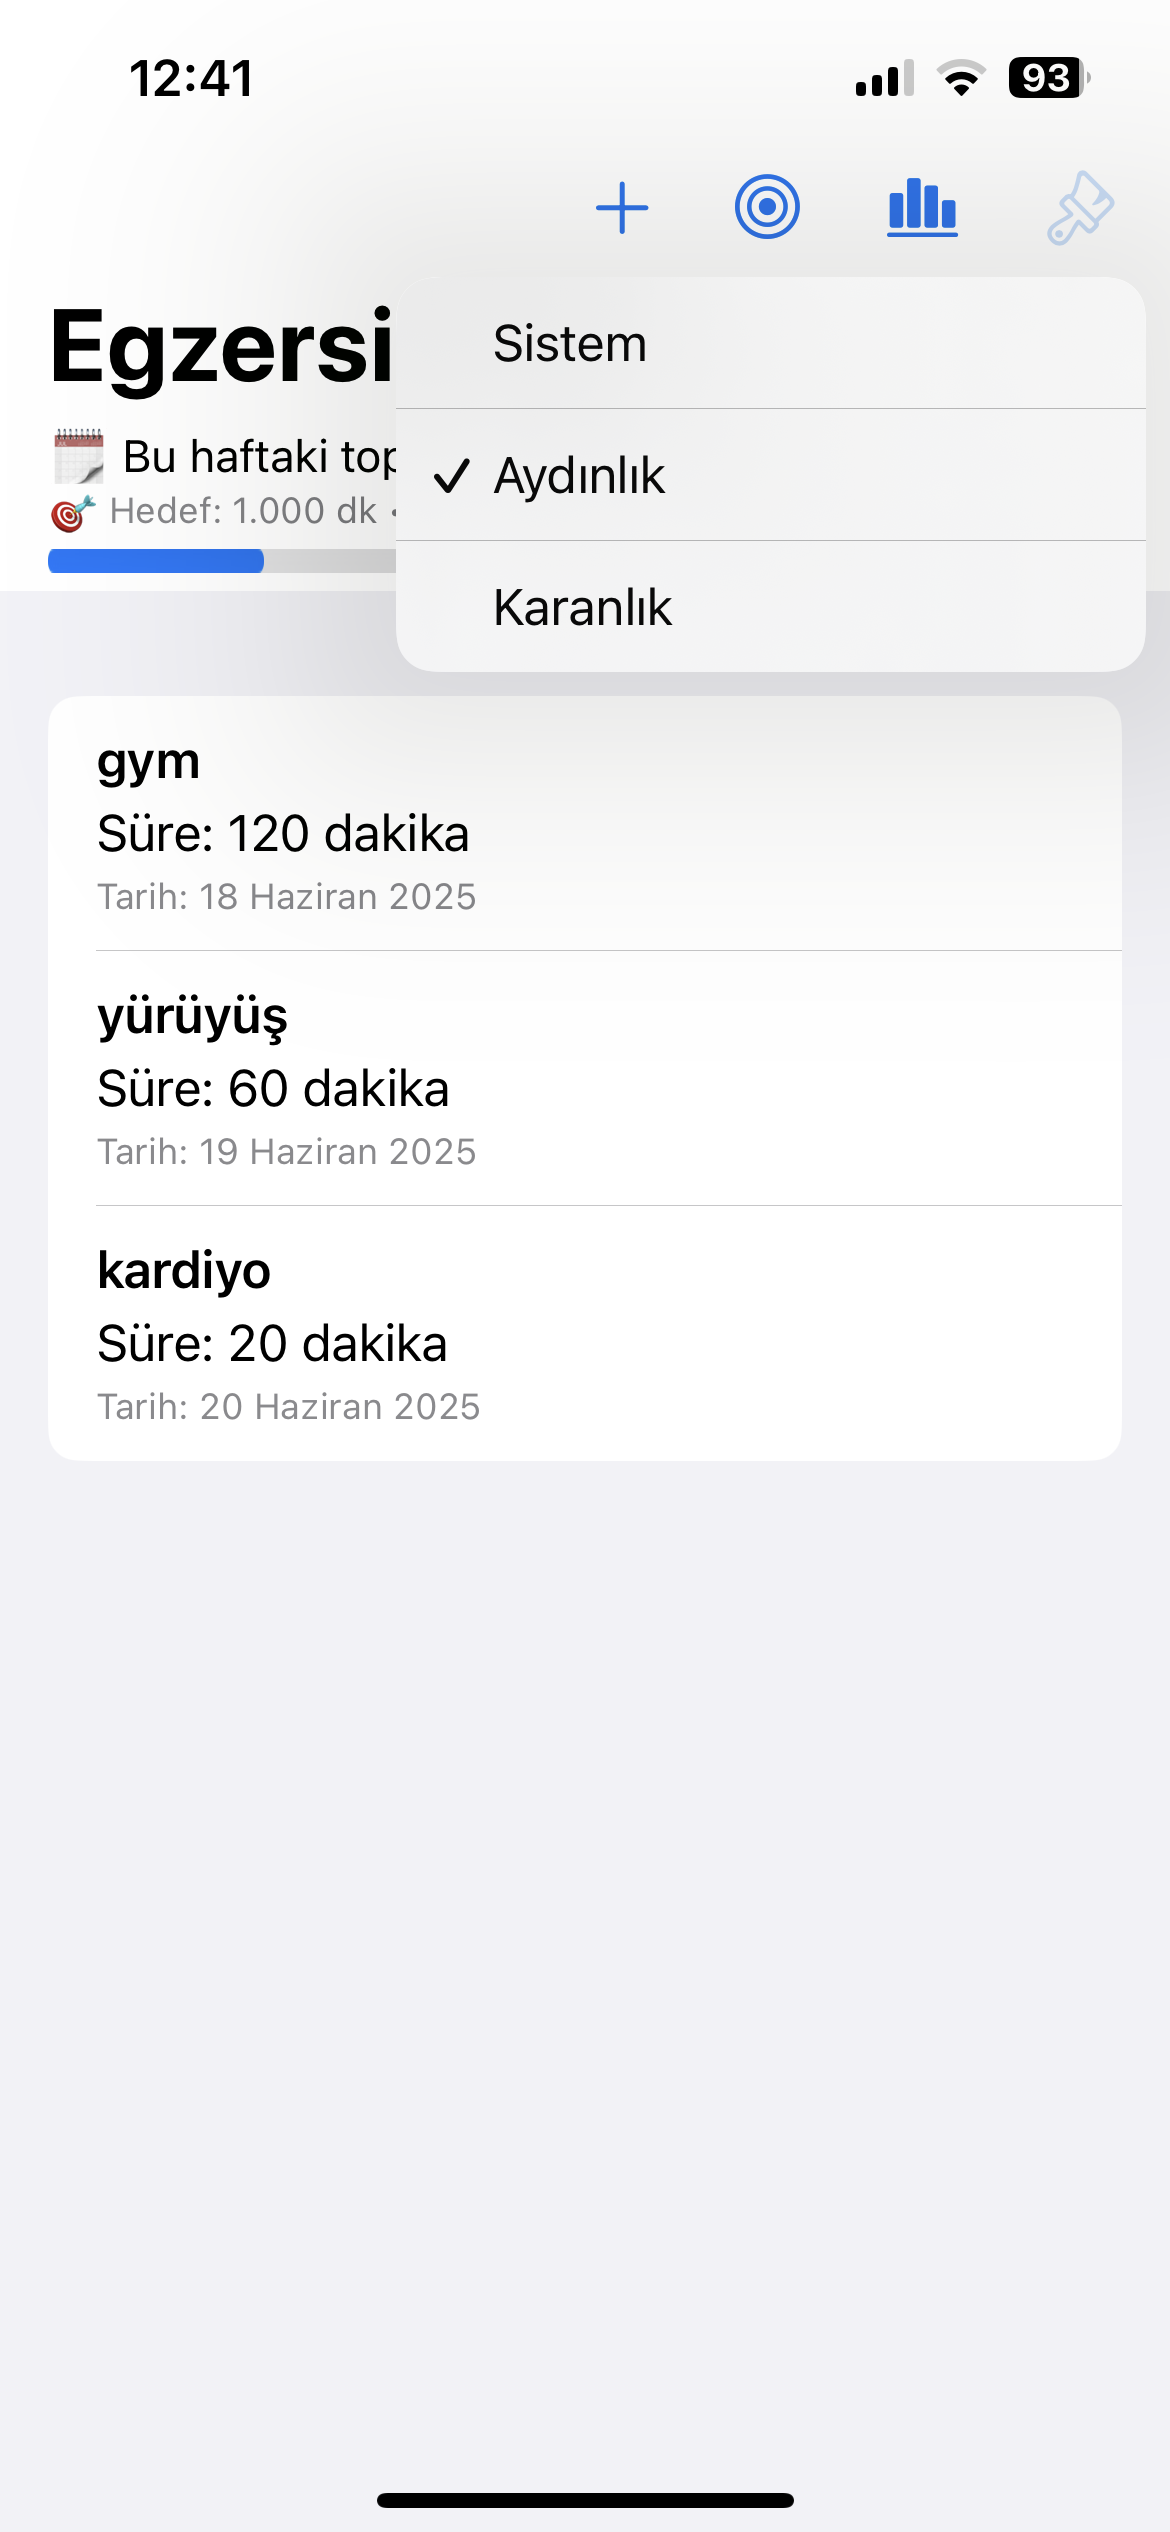 12:41
93
Egzersi
Sistem
Aydınlık
Karanlık
Bu haftaki top
Hedef: 1.000 dk •
gym
Süre: 120 dakika
Tarih: 18 Haziran 2025
yürüyüş
Süre: 60 dakika
Tarih: 19 Haziran 2025
kardiyo
Süre: 20 dakika
Tarih: 20 Haziran 2025